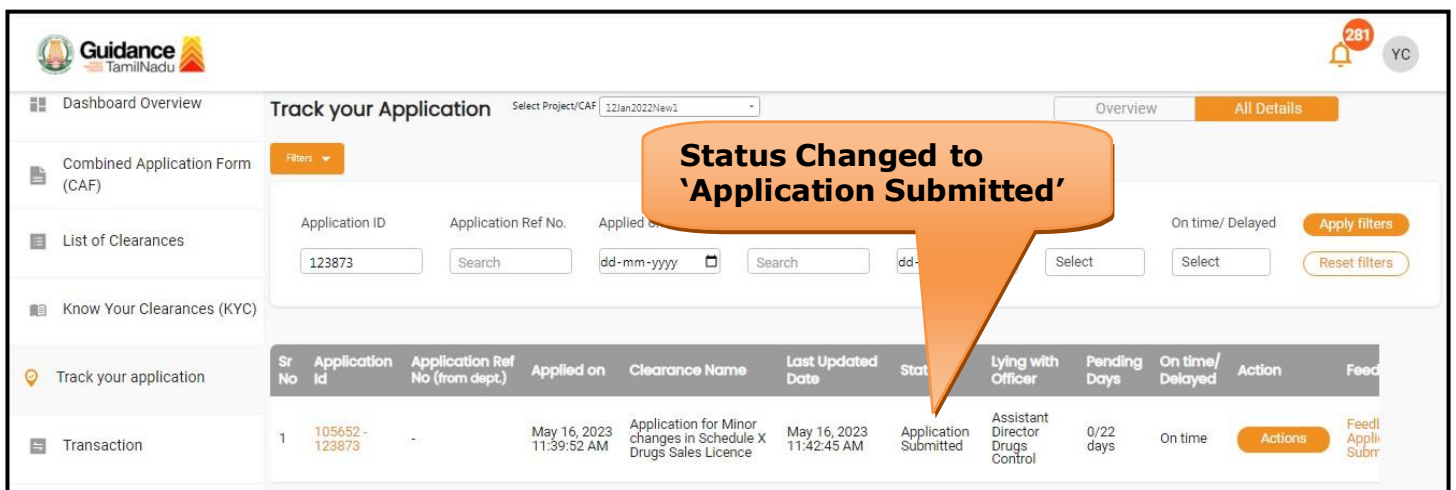 Guidance
TamilNadu
281
YC
Dashboard Overview
Track your Application
Select Project/CAF
12Jan2022New1
Overview
All Details
Combined Application Form
(CAF)
Filters
Status Changed to
‘Application Submitted’
List of Clearances
Application ID
Application Ref No.
Applied
On time/ Delayed
Apply filters
123873
Search
dd-mm-yyyy
Search
dd-
Select
Select
Reset filters
Know Your Clearances (KYC)
Track your application
Sr
No
Application
Id
Application Ref
No (from dept.)
Applied on
Clearance Name
Last Updated
Date
Lying with
Officer
Pending
Days
On time/
Delayed
Action
Transaction
1
105652 -
123873
-
May 16, 2023
11:39:52 AM
Application for Minor
changes in Schedule X
Drugs Sales Licence
May 16, 2023
11:42:45 AM
Application
Submitted
Assistant
Director
Drugs
Control
0/22
days
On time
Actions